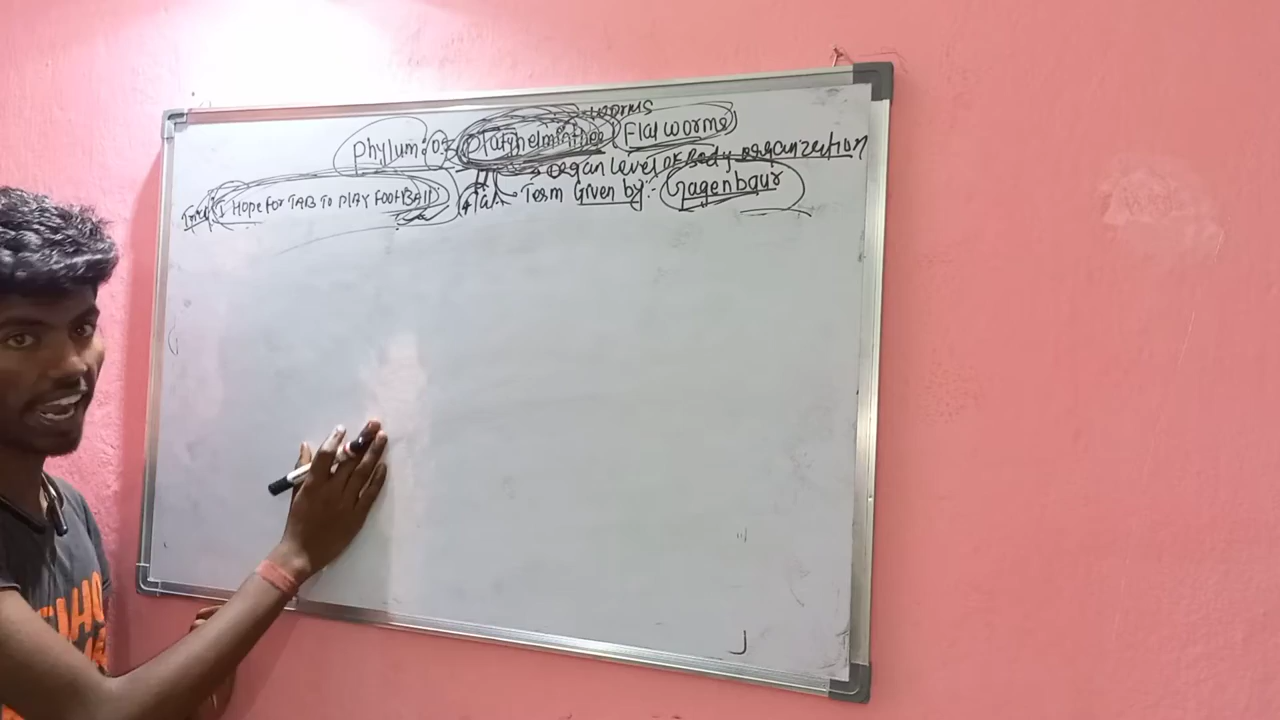 worms
Phylum:- Platyhelminthes (Flat worms)
organ level of Body organization
Trick I Hope For TAB To PLAY FOOTBAll Flat Term Given by:- Gagenbaur